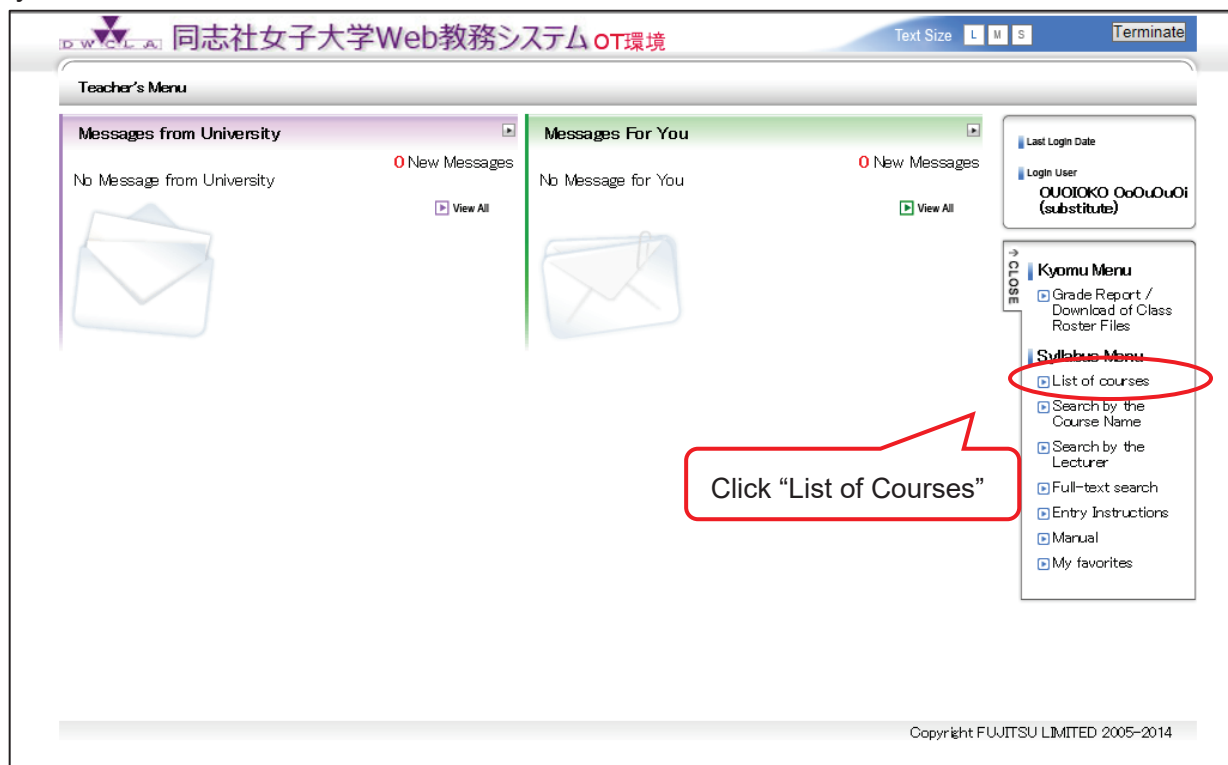 DWCLA 同志社女子大学Web教務システム OT環境
Text Size L M S
Terminate
Teacher's Menu
Messages from University
0 New Messages
No Message from University
View All
Messages For You
0 New Messages
No Message for You
View All
Last Login Date
Login User
OUOIOKO OoOuOuOi
(substitute)
CLOSE
Kyomu Menu
Grade Report /
Download of Class
Roster Files
Syllabus Menu
List of courses
Search by the
Course Name
Search by the
Lecturer
Full-text search
Entry Instructions
Manual
My favorites
Click “List of Courses”
Copyright FUJITSU LIMITED 2005-2014